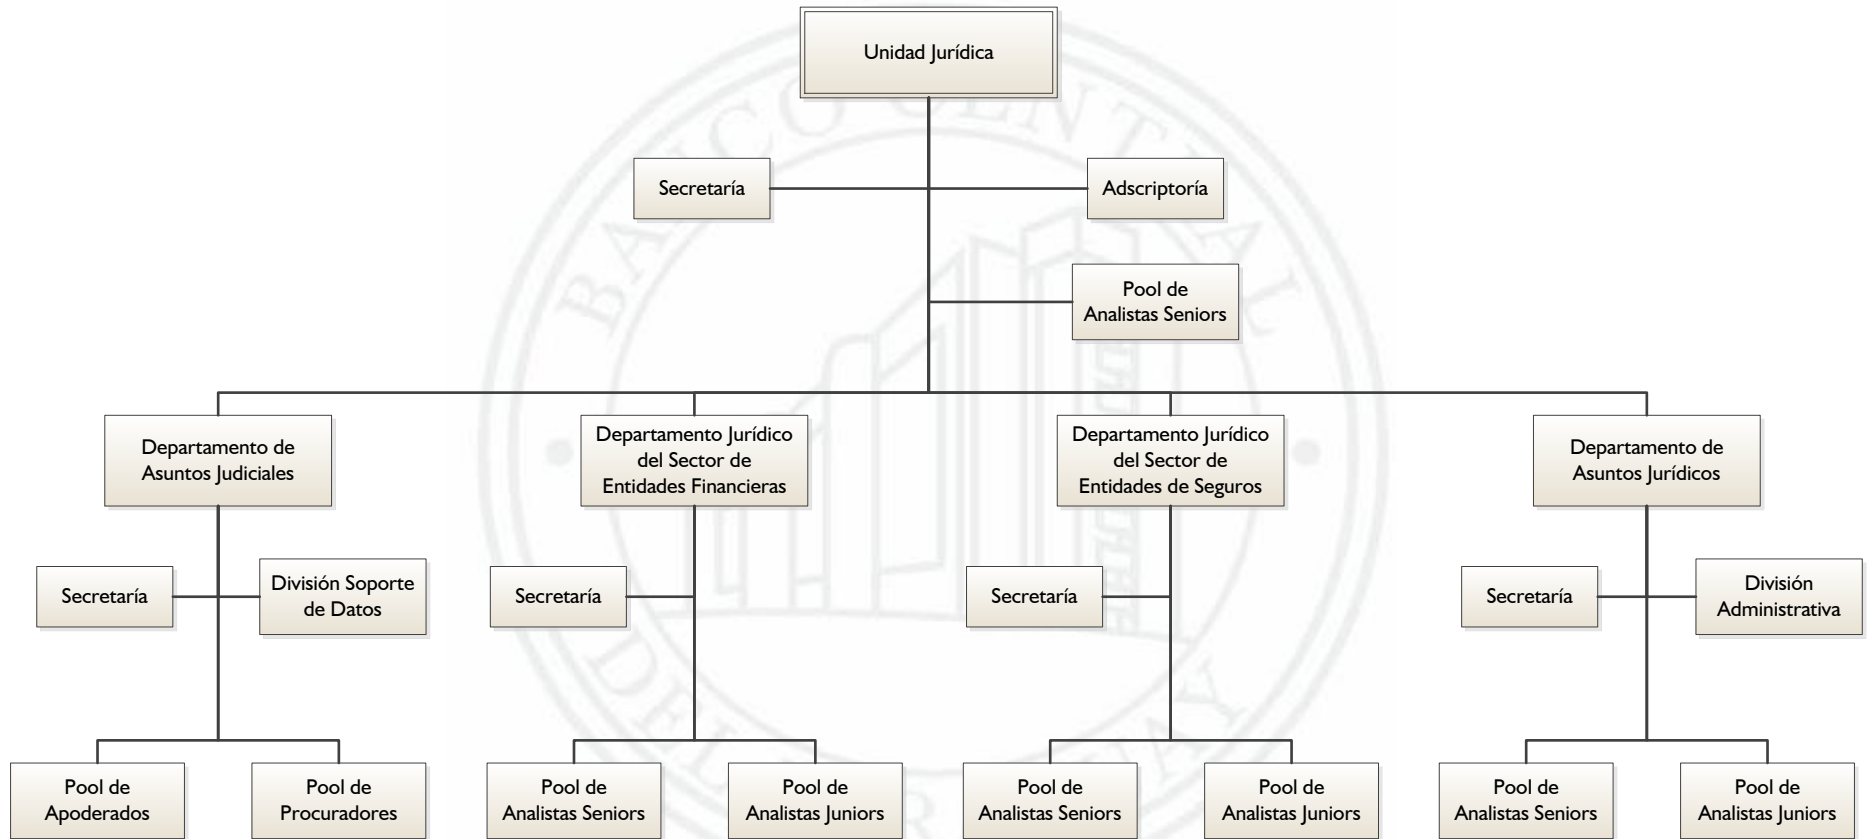 Unidad Jurídica
Secretaría
Adscriptoría
Pool de
Analistas Seniors
Departamento de
Asuntos Judiciales
Departamento Jurídico
del Sector de
Entidades Financieras
Departamento Jurídico
del Sector de
Entidades de Seguros
Departamento de
Asuntos Jurídicos
Secretaría
División Soporte
de Datos
Secretaría
Secretaría
Secretaría
División
Administrativa
Pool de
Apoderados
Pool de
Procuradores
Pool de
Analistas Seniors
Pool de
Analistas Juniors
Pool de
Analistas Seniors
Pool de
Analistas Juniors
Pool de
Analistas Seniors
Pool de
Analistas Juniors
BANCO CENTRAL
DEL